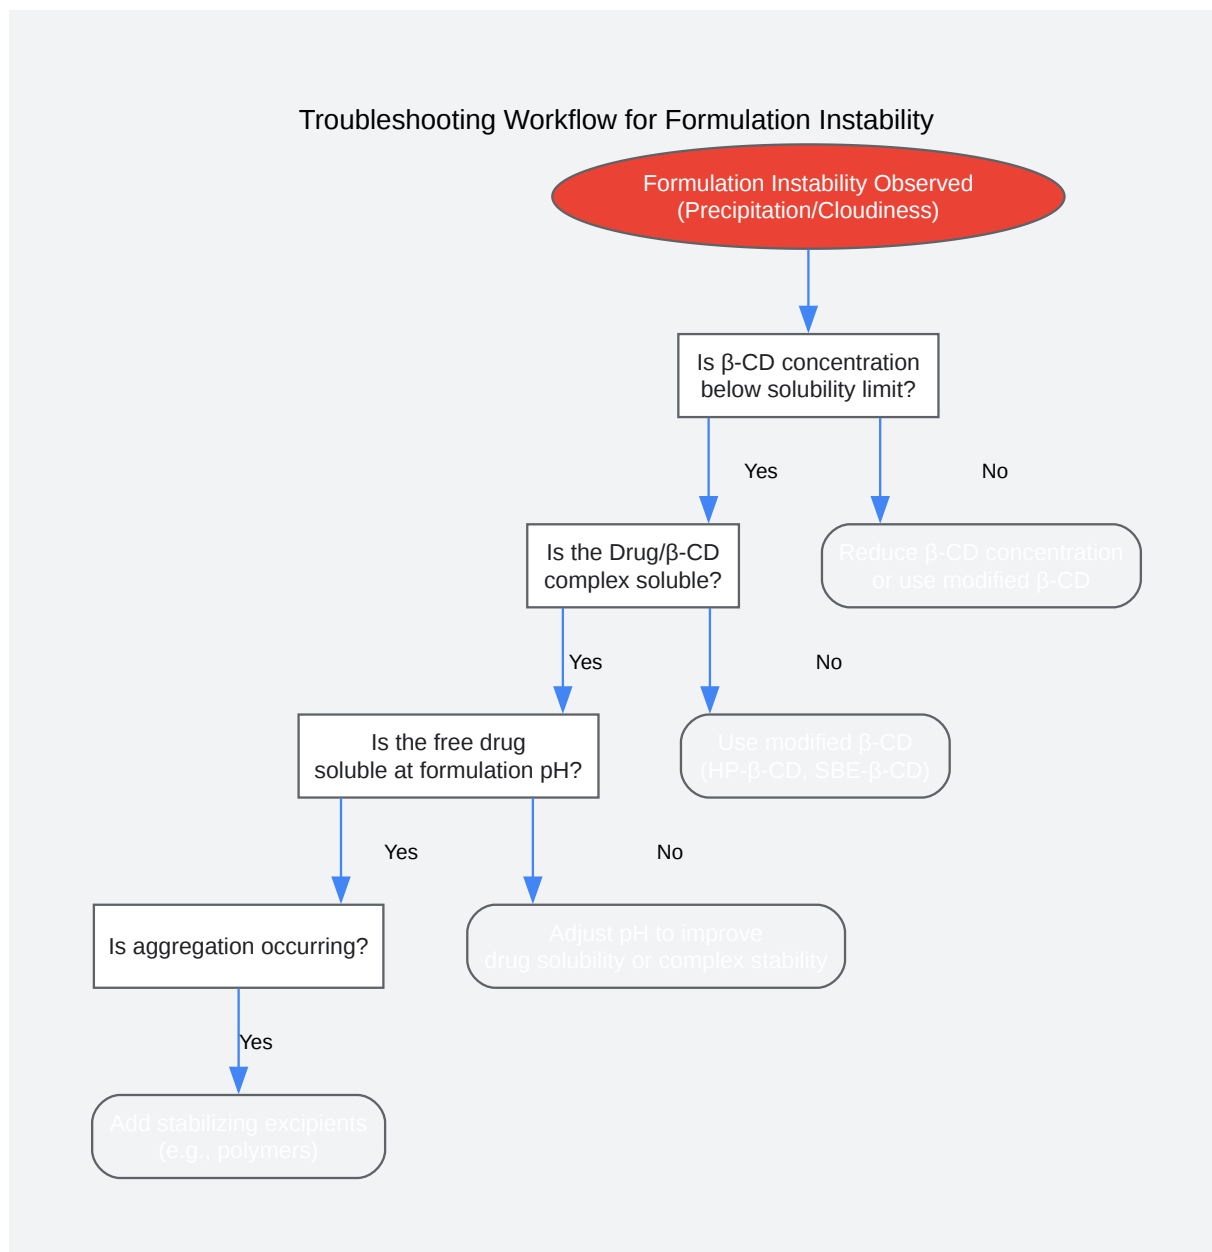 Troubleshooting Workflow for Formulation Instability
Formulation Instability Observed
(Precipitation/Cloudiness)
Is β-CD concentration
below solubility limit?
Yes
No
Is the Drug/β-CD
complex soluble?
Reduce β-CD concentration
or use modified β-CD
Yes
No
Is the free drug
soluble at formulation pH?
Use modified β-CD
(HP-β-CD, SBE-β-CD)
Yes
No
Is aggregation occurring?
Adjust pH to improve
drug solubility or complex stability
Yes
Add stabilizing excipients
(e.g., polymers)